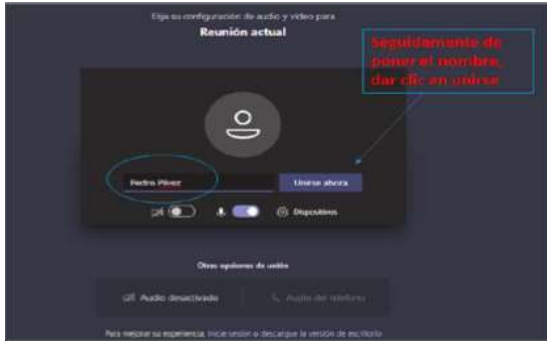 Elija su configuración de audio y vídeo para
Reunión actual
Seguidamante de
poner el nombre,
dar clic en unirse
Pedro Pérez
Unirse ahora
Dispositivos
Otras opciones de unión
Audio desactivado
Audio del teléfono
Para mejorar su experiencia, inicie sesión o descargue la versión de escritorio